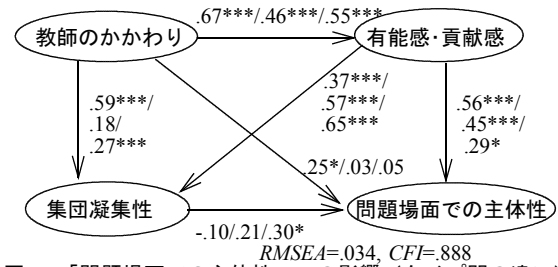 .67***/.46***/.55***
教師のかかわり
有能感・貢献感
.59***/
.18/
.27***
.37***/
.57***/
.65***
.56***/
.45***/
.29*
.25*/.03/.05
集団凝集性
問題場面での主体性
-.10/.21/.30*
RMSEA=.034, CFI=.888